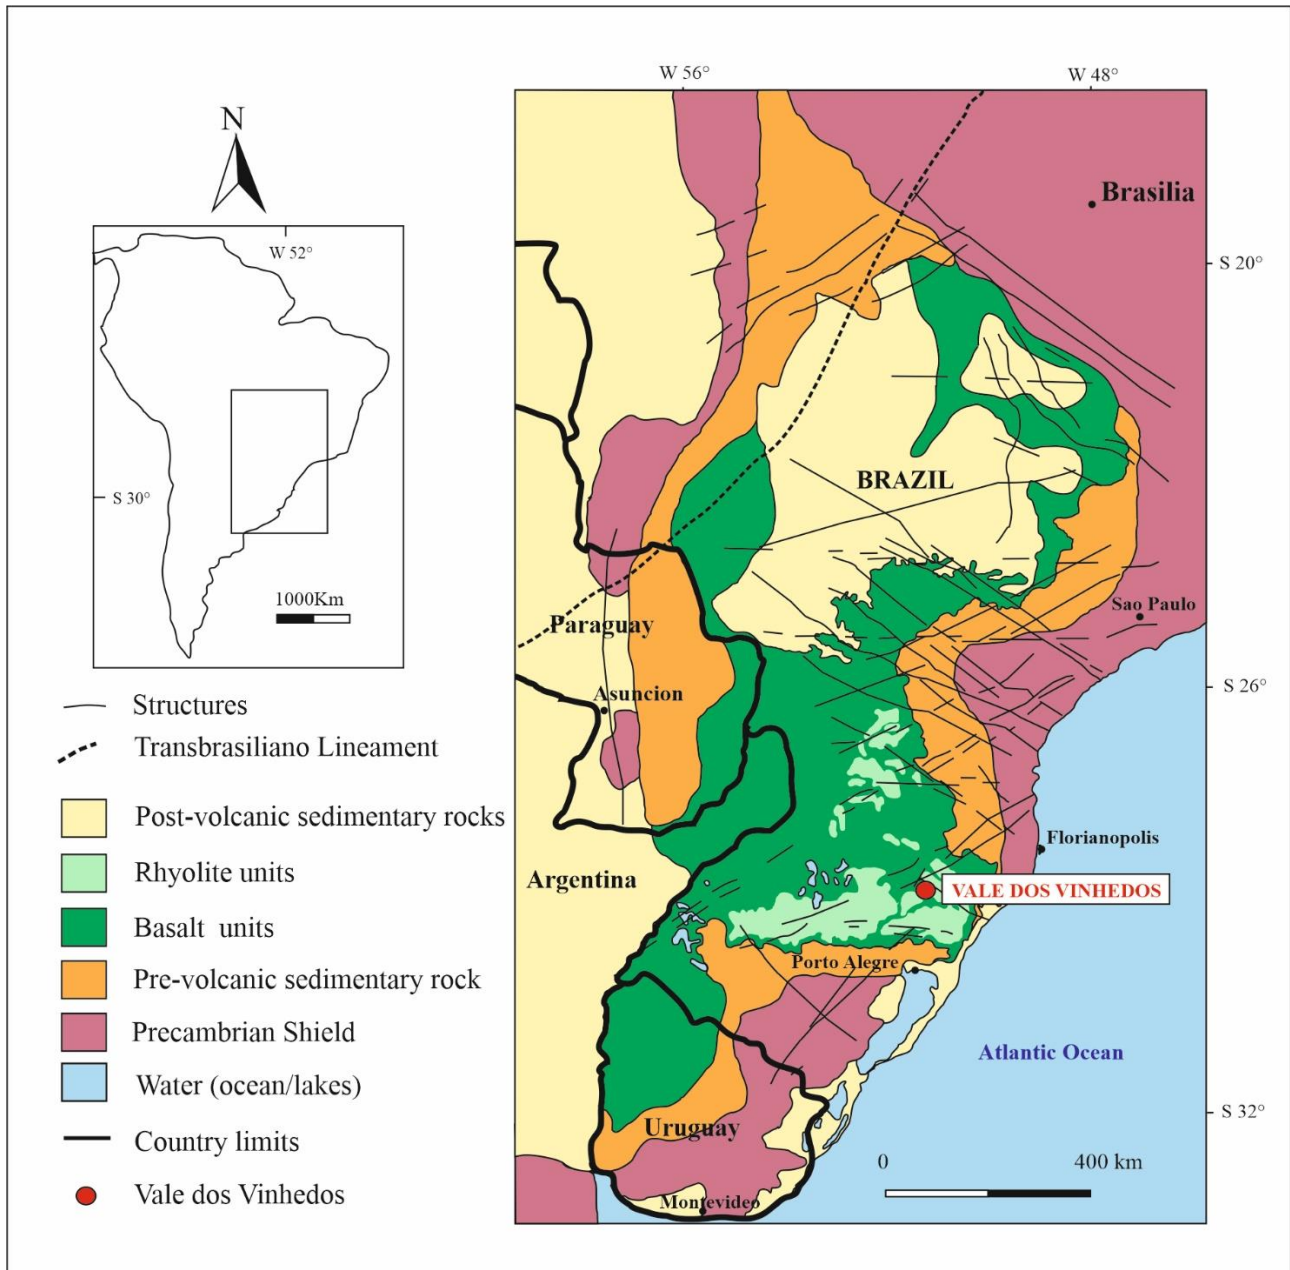 N
W 52°
S 30°
1000Km
Structures
Transbrasiliano Lineament
Post-volcanic sedimentary rocks
Rhyolite units
Basalt units
Pre-volcanic sedimentary rock
Precambrian Shield
Water (ocean/lakes)
Country limits
Vale dos Vinhedos
W 56°
W 48°
Brasilia
S 20°
BRAZIL
Sao Paulo
Paraguay
S 26°
Asuncion
Florianopolis
Argentina
VALE DOS VINHEDOS
Porto Alegre
Atlantic Ocean
S 32°
Uruguay
0 400 km
Montevideo